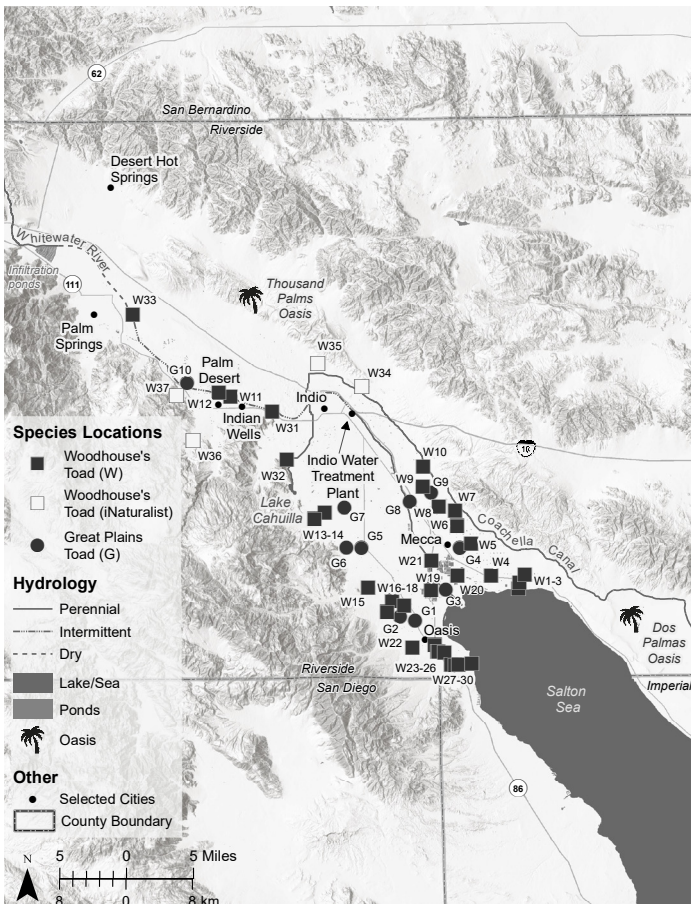 62
San Bernardino
Riverside
Desert Hot
Springs
Whitewater River
Infiltration
ponds
111
Thousand
Palms
Oasis
W33
Palm
Springs
W35
G10
Palm
Desert
W34
W37
W11
Indio
W12
Indian
Wells
W31
W36
Species Locations
Woodhouse's
Toad (W)
Woodhouse's
Toad (iNaturalist)
Great Plains
Toad (G)
Hydrology
Perennial
Intermittent
Dry
Lake/Sea
Ponds
Oasis
Other
Selected Cities
County Boundary
N
5 0 5 Miles
8 0 8 km
10
Indio Water
Treatment
Plant
W32
Lake
Cahuilla
W10
W9
G9
W7
G8
W8
G7
W6
W13-14
Coachella Canal
Mecca
W5
G5
G4
G6
W21
W4
W19
W1-3
W16-18
W20
W15
G3
G1
G2
Oasis
W22
W23-26
W27-30
Riverside
San Diego
Dos
Palmas
Oasis
Imperial
Salton
Sea
86